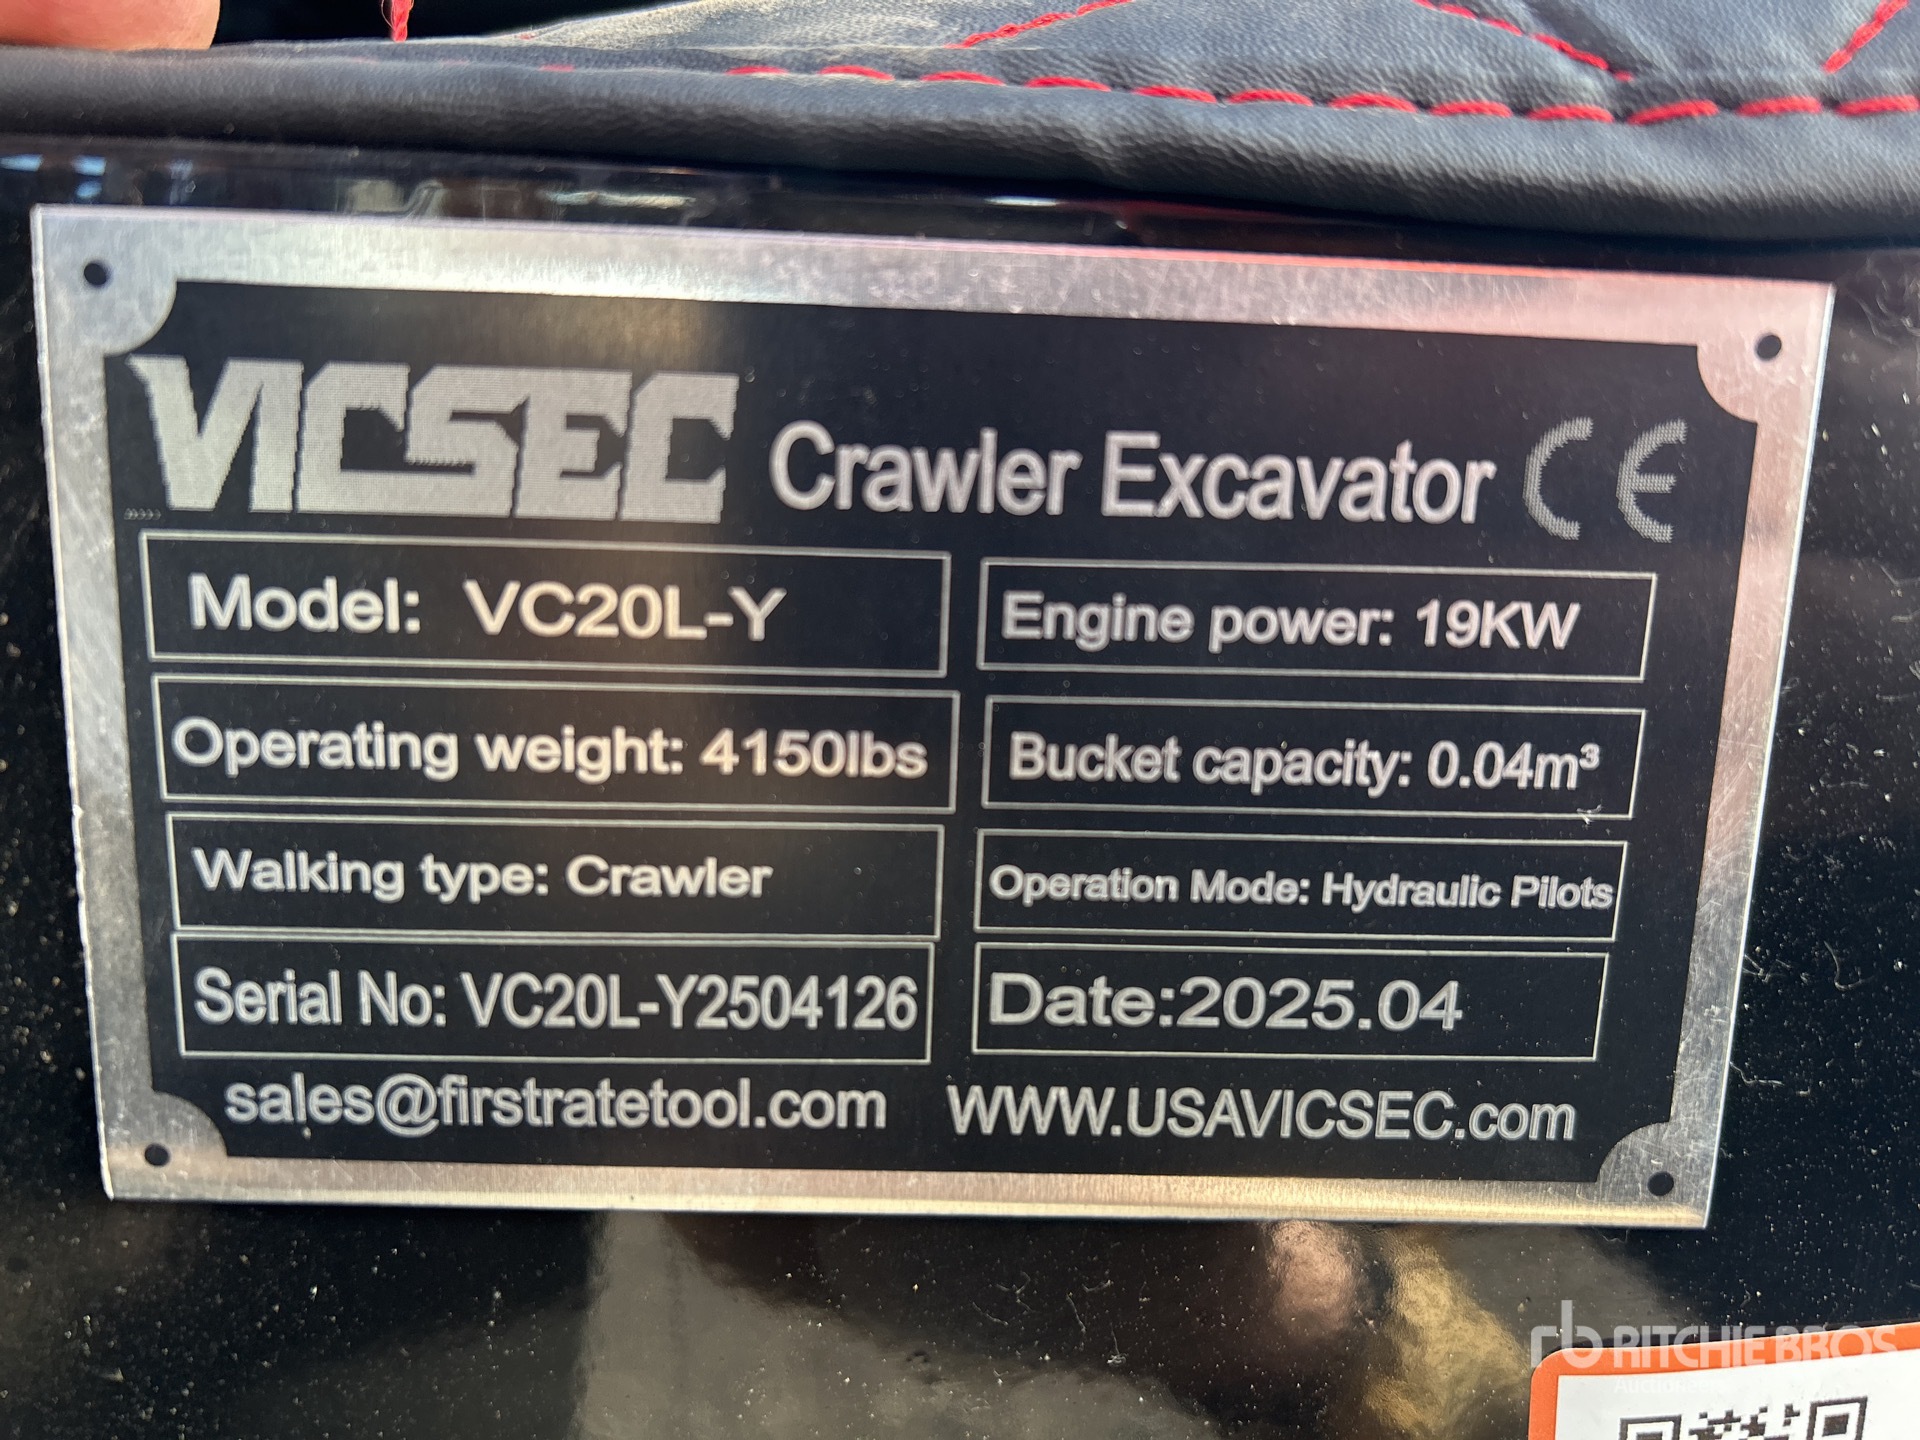 VICSEC Crawler Excavator CE
Model: VC20L-Y
Engine power: 19KW
Operating weight: 4150lbs
Bucket capacity: 0.04m³
Walking type: Crawler
Operation Mode: Hydraulic Pilots
Serial No: VC20L-Y2504126
Date:2025.04
sales@firstratetool.com WWW.USAVICSEC.com
rb RITCHIE BROS